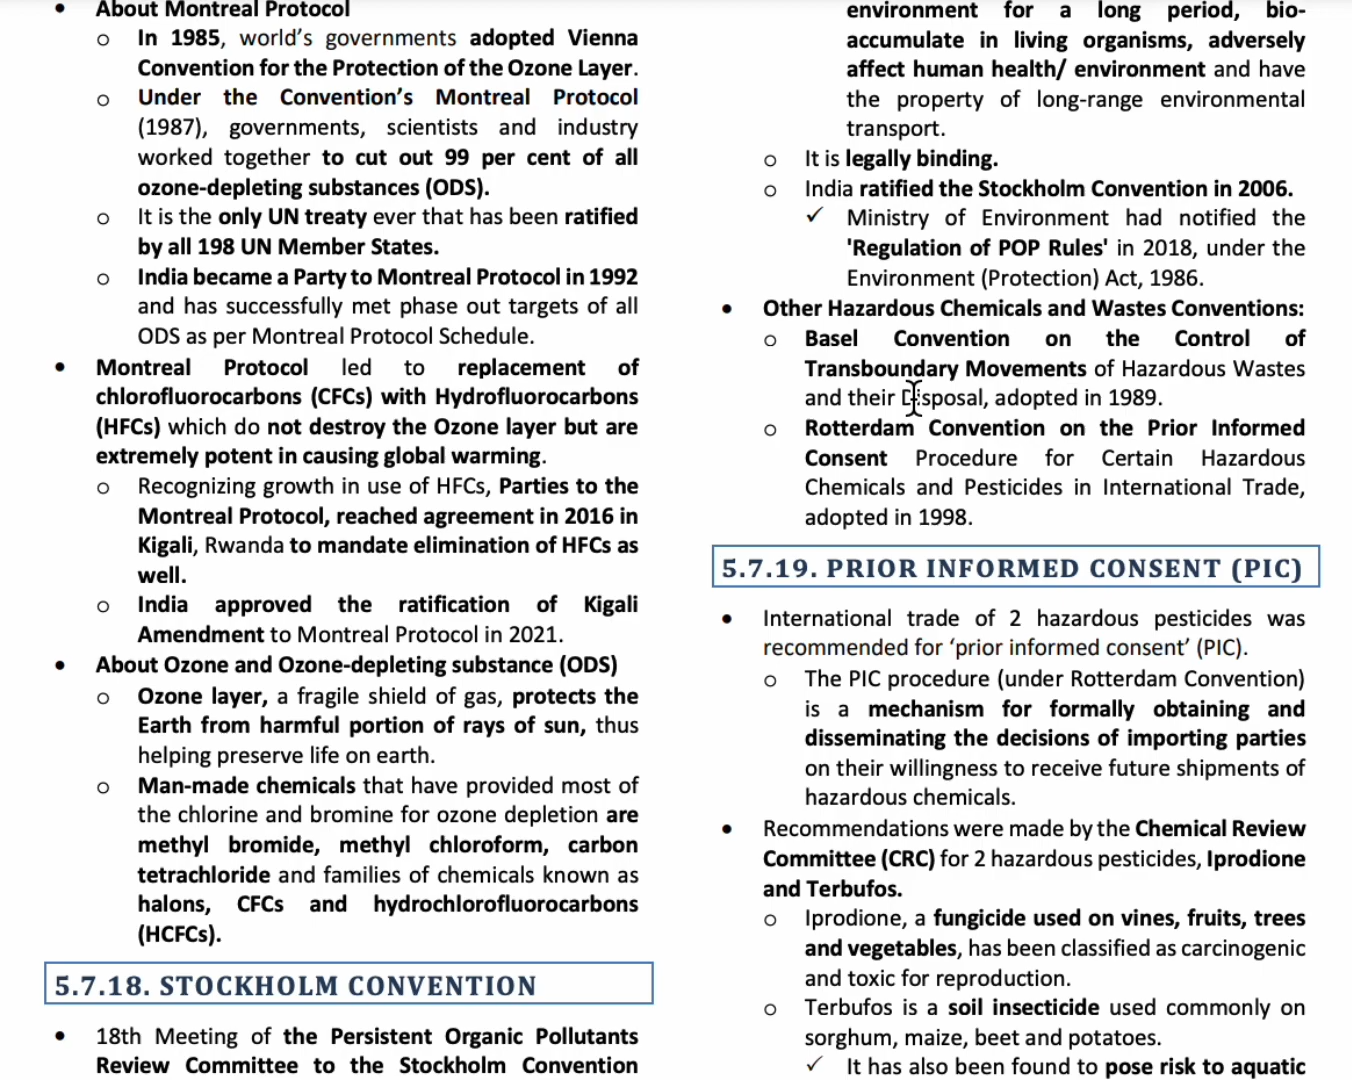 • About Montreal Protocol
o In 1985, world’s governments adopted Vienna
Convention for the Protection of the Ozone Layer.
o Under the Convention’s Montreal Protocol
(1987), governments, scientists and industry
worked together to cut out 99 per cent of all
ozone-depleting substances (ODS).
o It is the only UN treaty ever that has been ratified
by all 198 UN Member States.
o India became a Party to Montreal Protocol in 1992
and has successfully met phase out targets of all
ODS as per Montreal Protocol Schedule.
• Montreal Protocol led to replacement of
chlorofluorocarbons (CFCs) with Hydrofluorocarbons
(HFCs) which do not destroy the Ozone layer but are
extremely potent in causing global warming.
o Recognizing growth in use of HFCs, Parties to the
Montreal Protocol, reached agreement in 2016 in
Kigali, Rwanda to mandate elimination of HFCs as
well.
o India approved the ratification of Kigali
Amendment to Montreal Protocol in 2021.
• About Ozone and Ozone-depleting substance (ODS)
o Ozone layer, a fragile shield of gas, protects the
Earth from harmful portion of rays of sun, thus
helping preserve life on earth.
o Man-made chemicals that have provided most of
the chlorine and bromine for ozone depletion are
methyl bromide, methyl chloroform, carbon
tetrachloride and families of chemicals known as
halons, CFCs and hydrochlorofluorocarbons
(HCFCs).
5.7.18. STOCKHOLM CONVENTION
• 18th Meeting of the Persistent Organic Pollutants
Review Committee to the Stockholm Convention
environment for a long period, bio-
accumulate in living organisms, adversely
affect human health/ environment and have
the property of long-range environmental
transport.
o It is legally binding.
o India ratified the Stockholm Convention in 2006.
✓ Ministry of Environment had notified the
'Regulation of POP Rules' in 2018, under the
Environment (Protection) Act, 1986.
• Other Hazardous Chemicals and Wastes Conventions:
o Basel Convention on the Control of
Transboundary Movements of Hazardous Wastes
and their Disposal, adopted in 1989.
o Rotterdam Convention on the Prior Informed
Consent Procedure for Certain Hazardous
Chemicals and Pesticides in International Trade,
adopted in 1998.
5.7.19. PRIOR INFORMED CONSENT (PIC)
• International trade of 2 hazardous pesticides was
recommended for ‘prior informed consent’ (PIC).
o The PIC procedure (under Rotterdam Convention)
is a mechanism for formally obtaining and
disseminating the decisions of importing parties
on their willingness to receive future shipments of
hazardous chemicals.
• Recommendations were made by the Chemical Review
Committee (CRC) for 2 hazardous pesticides, Iprodione
and Terbufos.
o Iprodione, a fungicide used on vines, fruits, trees
and vegetables, has been classified as carcinogenic
and toxic for reproduction.
o Terbufos is a soil insecticide used commonly on
sorghum, maize, beet and potatoes.
✓ It has also been found to pose risk to aquatic